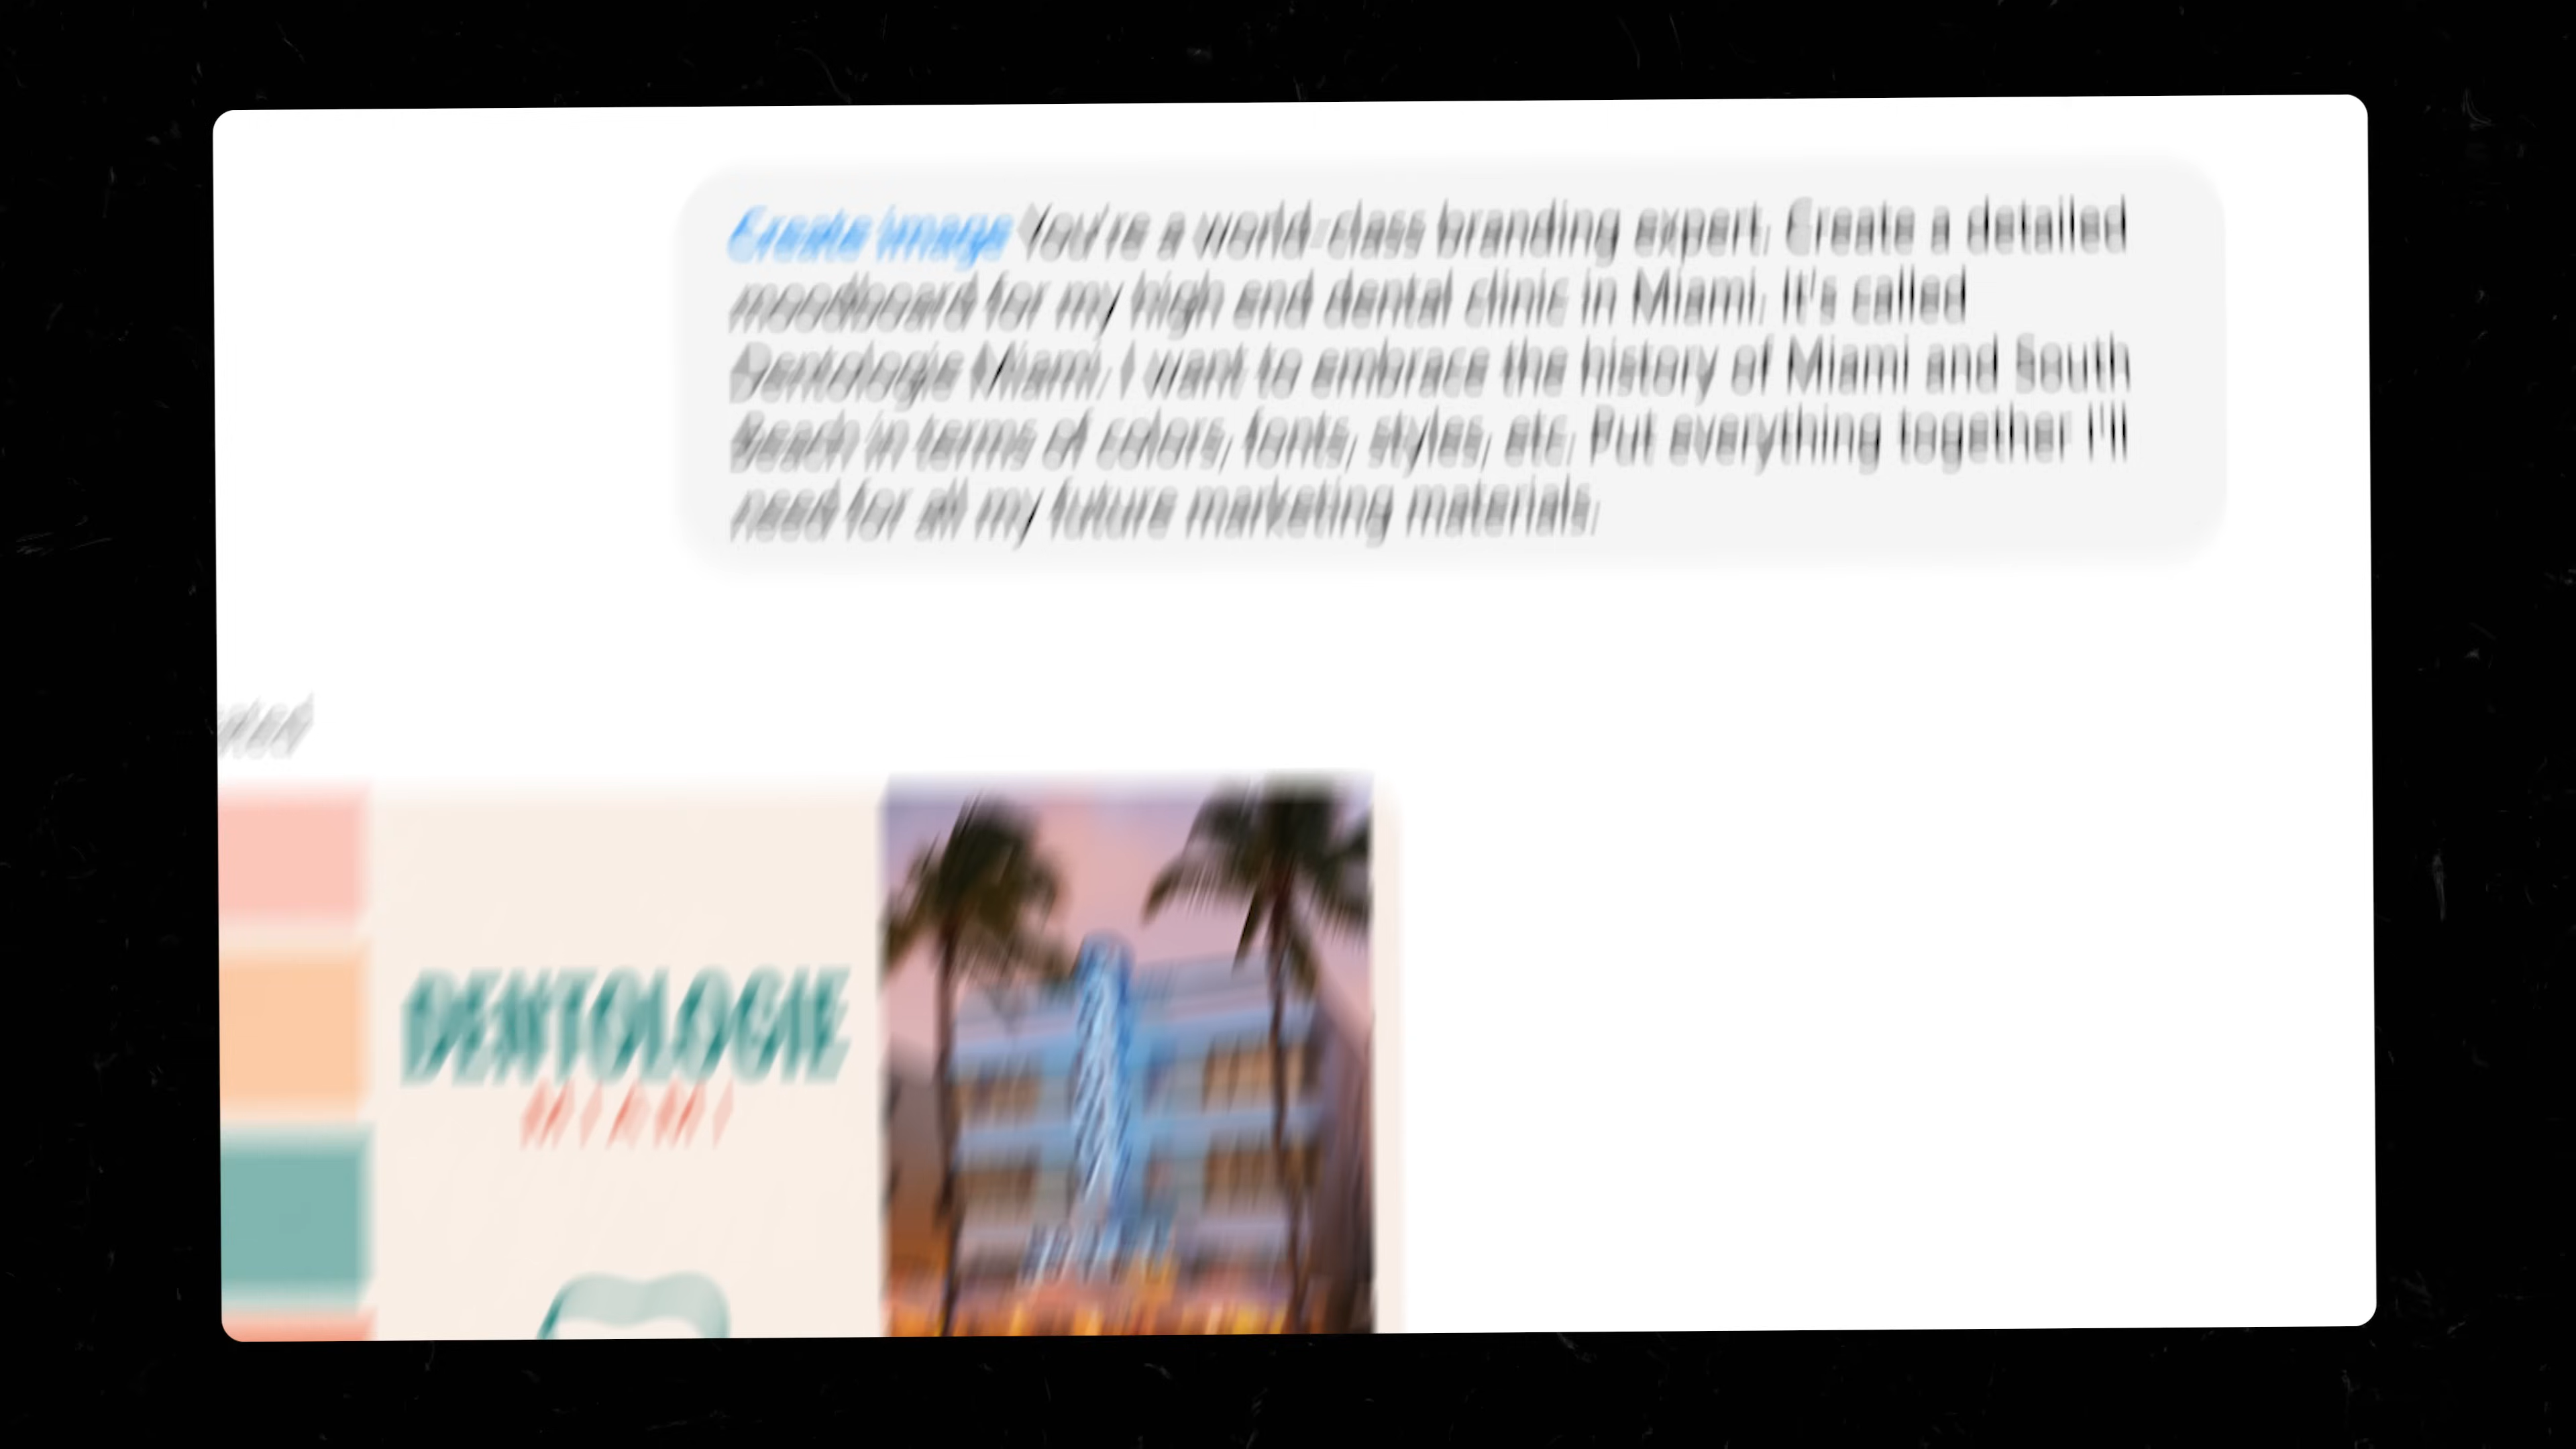 Create image You're a world-class branding expert. Create a detailed
moodboard for my high end dental clinic in Miami. It's called
Dentologie Miami. I want to embrace the history of Miami and South
Beach in terms of colors, fonts, styles, etc. Put everything together I'll
need for all my future marketing materials.
DENTOLOGIE
MIAMI